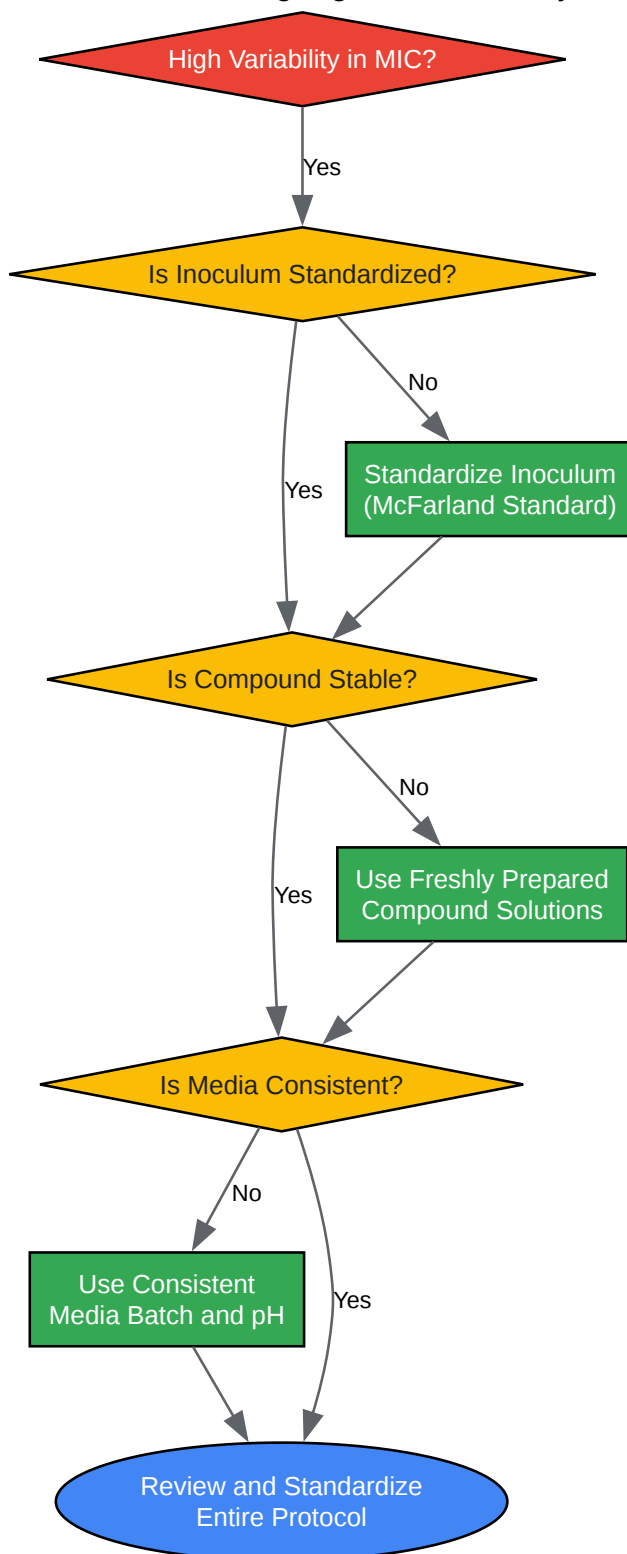 High Variability in MIC?
Yes
Is Inoculum Standardized?
No
Standardize Inoculum
(McFarland Standard)
Yes
Is Compound Stable?
No
Use Freshly Prepared
Compound Solutions
Yes
Is Media Consistent?
No
Use Consistent
Media Batch and pH
Yes
Review and Standardize
Entire Protocol